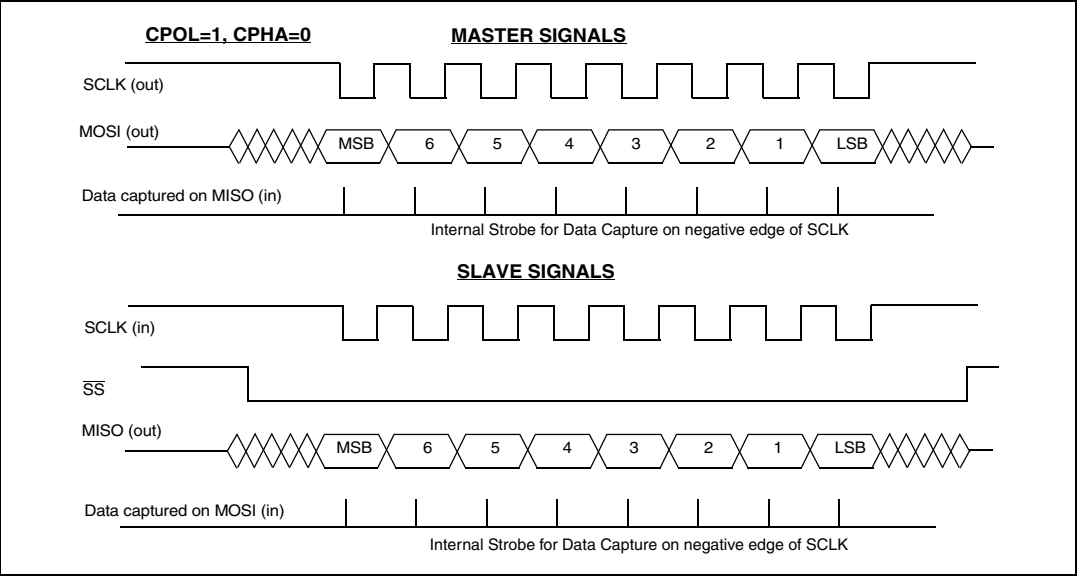 CPOL=1, CPHA=0 MASTER SIGNALS
SCLK (out)
MOSI (out)
MSB 6 5 4 3 2 1 LSB
Data captured on MISO (in)
Internal Strobe for Data Capture on negative edge of SCLK
SLAVE SIGNALS
SCLK (in)
SS
MISO (out)
MSB 6 5 4 3 2 1 LSB
Data captured on MOSI (in)
Internal Strobe for Data Capture on negative edge of SCLK